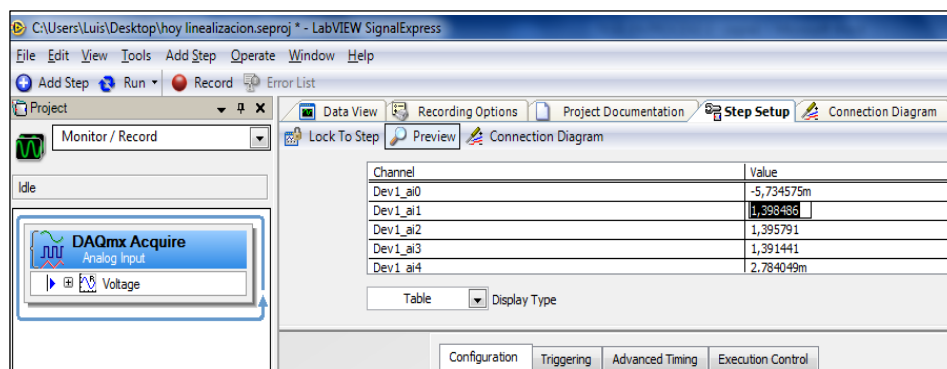 C:\Users\Luis\Desktop\hoy linealizacion.seproj * - LabVIEW SignalExpress
File Edit View Tools Add Step Operate Window Help
Add Step Run Record Error List
Project
Monitor / Record
Idle
DAQmx Acquire
Analog Input
Voltage
Data View Recording Options Project Documentation Step Setup Connection Diagram
Lock To Step Preview Connection Diagram
Channel Value
Dev1_ai0 -5,734575m
Dev1_ai1 1,398486
Dev1_ai2 1,395791
Dev1_ai3 1,391441
Dev1_ai4 2,784049m
Table Display Type
Configuration Triggering Advanced Timing Execution Control